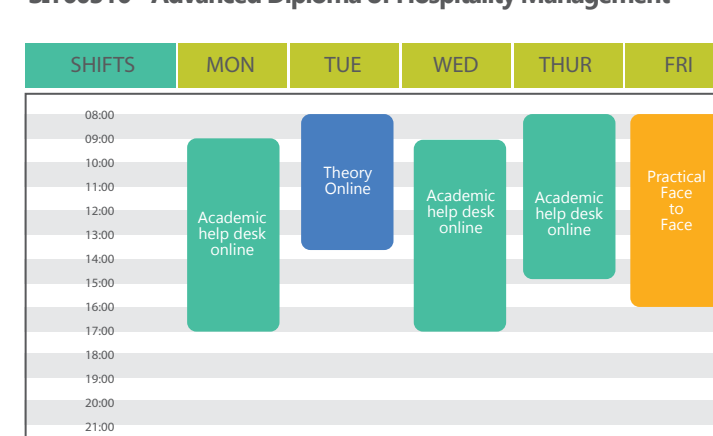 Advanced Diploma of Hospitality Management
SHIFTS MON TUE WED THUR FRI
08:00
09:00
10:00
11:00
12:00
13:00
14:00
15:00
16:00
17:00
18:00
19:00
20:00
21:00
Academic
help desk
online
Theory
Online
Academic
help desk
online
Academic
help desk
online
Practical
Face
to
Face